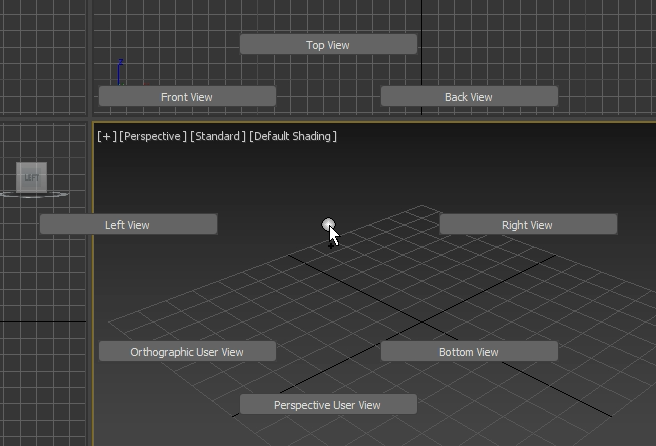 Top View
Z
Front View
Back View
[+] [Perspective] [Standard] [Default Shading]
LEFT
Left View
Right View
Orthographic User View
Bottom View
Perspective User View